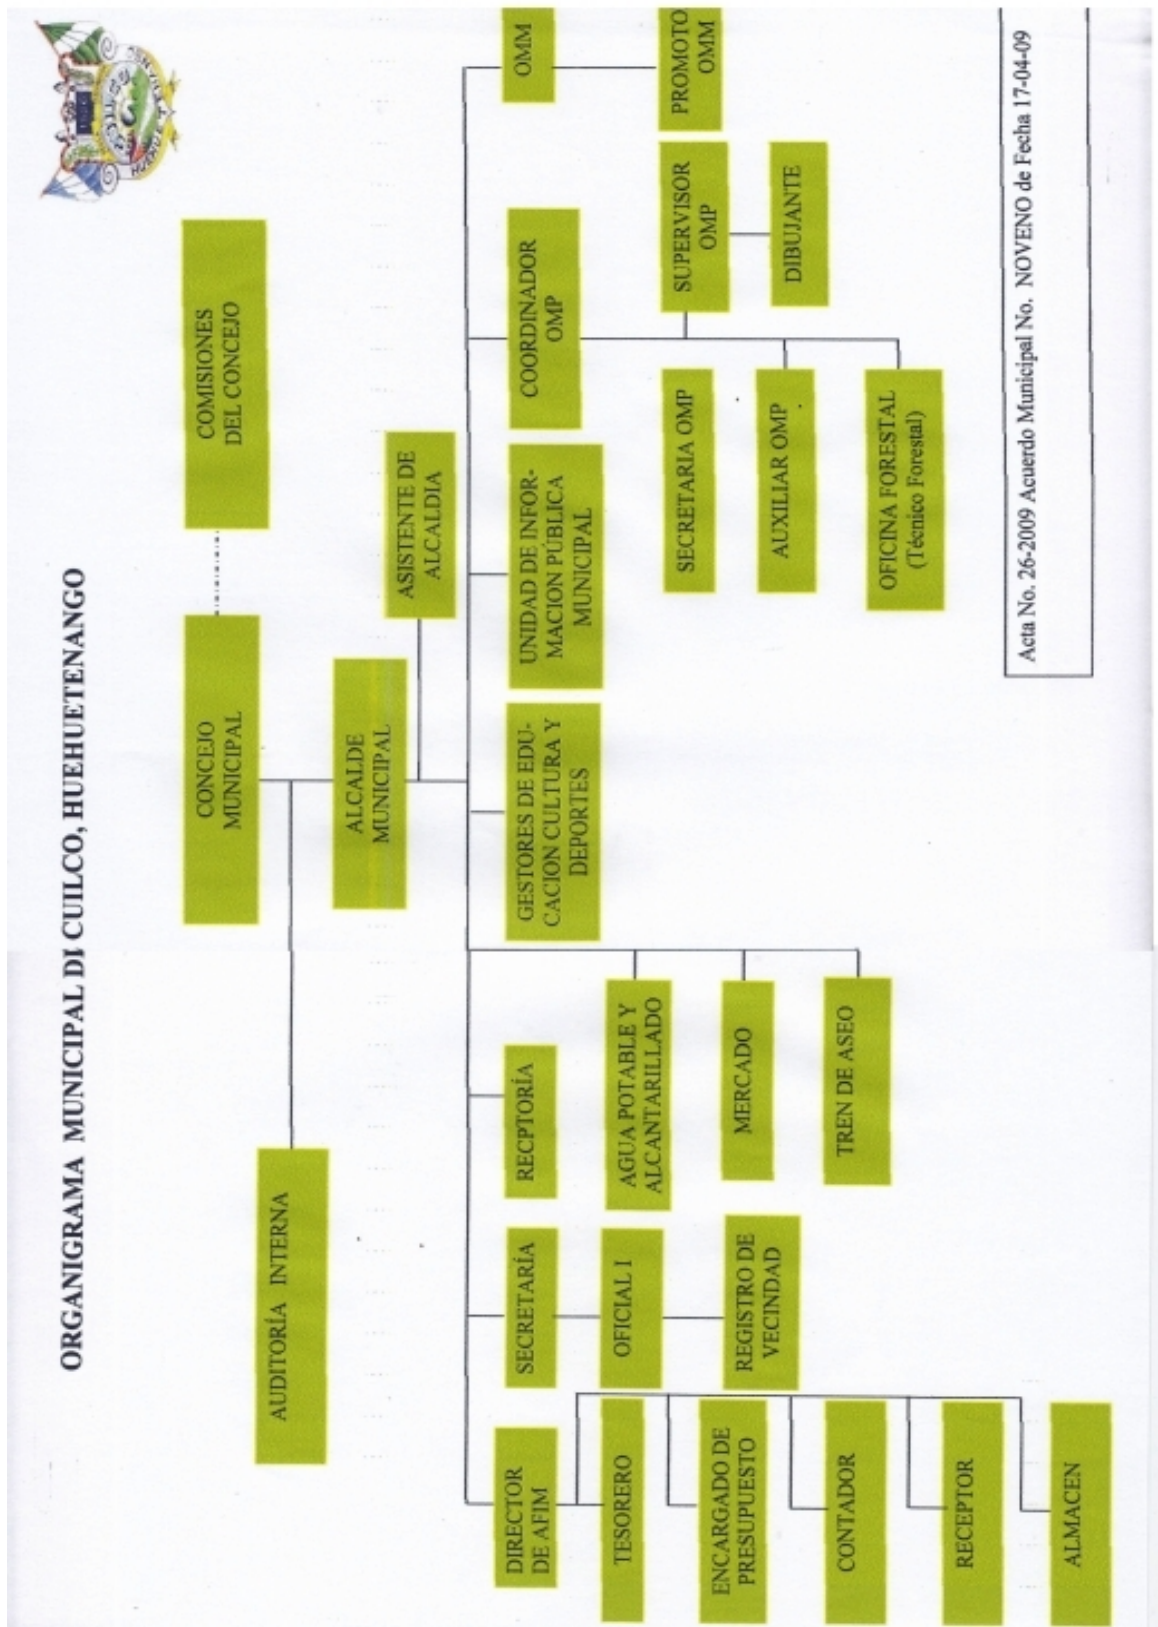 ORGANIGRAMA MUNICIPAL DI CUILCO, HUEHUETENANGO
CONCEJO
MUNICIPAL
COMISIONES
DEL CONCEJO
AUDITORÍA INTERNA
ALCALDE
MUNICIPAL
ASISTENTE DE
ALCALDIA
DIRECTOR
DE AFIM
TESORERO
ENCARGADO DE
PRESUPUESTO
CONTADOR
RECEPTOR
ALMACEN
SECRETARÍA
OFICIAL I
REGISTRO DE
VECINDAD
RECPTORÍA
AGUA POTABLE Y
ALCANTARILLADO
MERCADO
TREN DE ASEO
GESTORES DE EDU-
CACION CULTURA Y
DEPORTES
UNIDAD DE INFOR-
MACION PÚBLICA
MUNICIPAL
COORDINADOR
OMP
SECRETARIA OMP
AUXILIAR OMP
OFICINA FORESTAL
(Técnico Forestal)
SUPERVISOR
OMP
DIBUJANTE
OMM
PROMOTO
OMM
Acta No. 26-2009 Acuerdo Municipal No. NOVENO de Fecha 17-04-09